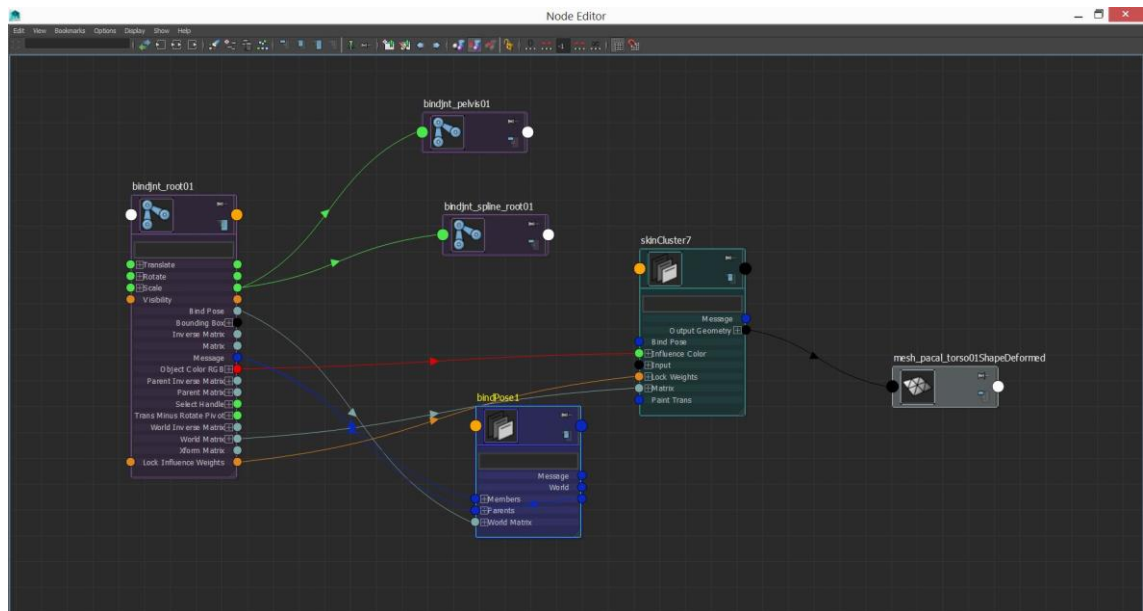 Node Editor
Edit View Bookmarks Options Display Show Help
bindjnt_pelvis01
bindjnt_root01
Translate
Rotate
Scale
Visibility
Bind Pose
Bounding Box
Inverse Matrix
Matrix
Message
Object Color RGB
Parent Inverse Matrix
Parent Matrix
Select Handle
Trans Minus Rotate Pivot
World Inverse Matrix
World Matrix
Xform Matrix
Lock Influence Weights
bindjnt_spline_root01
skinCluster7
Message
Output Geometry
Bind Pose
Influence Color
Input
Lock Weights
Matrix
Paint Trans
bindPose1
Message
World
Members
Parents
World Matrix
mesh_pacal_torso01ShapeDeformed